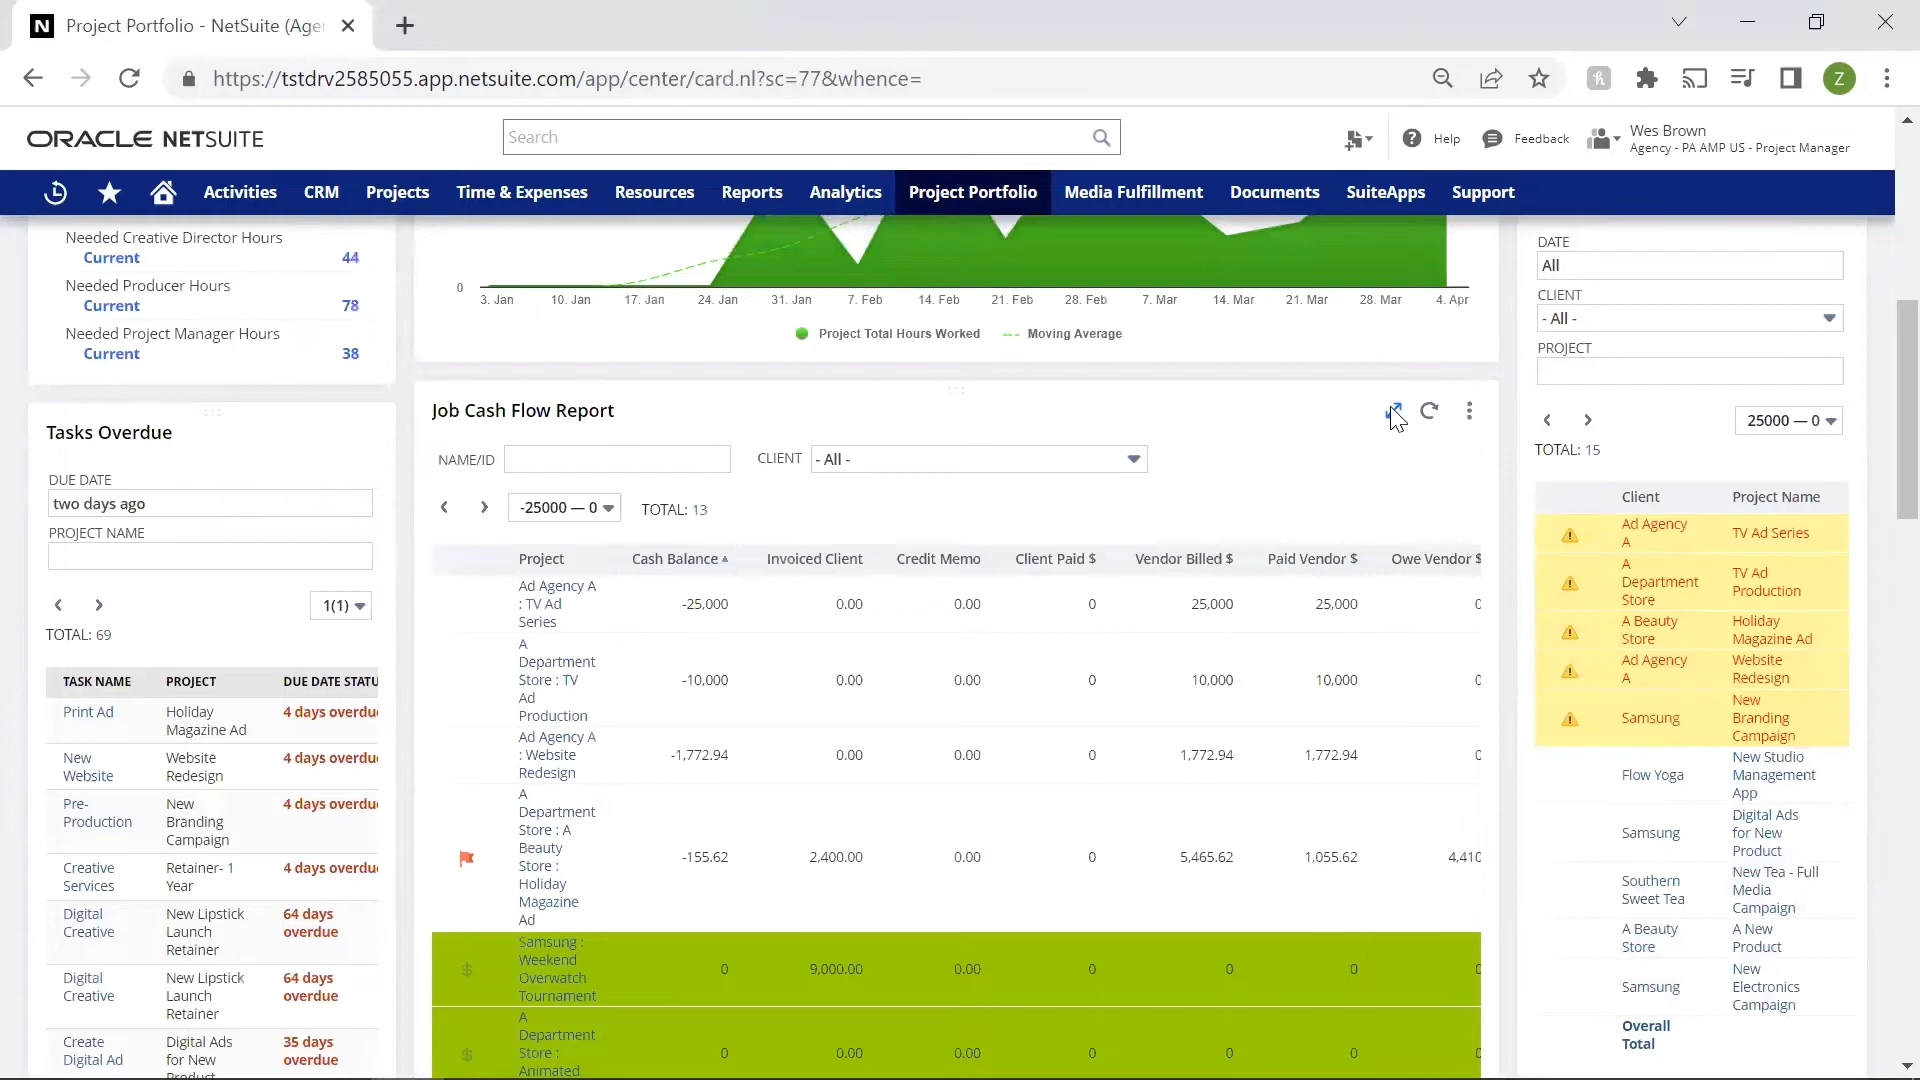 N Project Portfolio - NetSuite (Age
https://tstdrv2585055.app.netsuite.com/app/center/card.nl?sc=77&whence=
Z
ORACLE NETSUITE
Search
Help
Feedback
Wes Brown
Agency - PA AMP US - Project Manager
Activities CRM Projects Time & Expenses Resources Reports Analytics Project Portfolio Media Fulfillment Documents SuiteApps Support
Needed Creative Director Hours
Current 44
Needed Producer Hours
Current 78
Needed Project Manager Hours
Current 38
Tasks Overdue
DUE DATE
two days ago
PROJECT NAME
1(1)
TOTAL: 69
TASK NAME PROJECT DUE DATE STATU
Print Ad Holiday Magazine Ad 4 days overdu
New Website Website Redesign 4 days overdu
Pre-Production New Branding Campaign 4 days overdu
Creative Services Retainer- 1 Year 4 days overdu
Digital Creative New Lipstick Launch Retainer 64 days overdue
Digital Creative New Lipstick Launch Retainer 64 days overdue
Create Digital Ad Digital Ads for New Product 35 days overdue
0
3. Jan 10. Jan 17. Jan 24. Jan 31. Jan 7. Feb 14. Feb 21. Feb 28. Feb 7. Mar 14. Mar 21. Mar 28. Mar 4. Apr
Project Total Hours Worked Moving Average
Job Cash Flow Report
NAME/ID
CLIENT - All -
-25000 — 0
TOTAL: 13
Project Cash Balance Invoiced Client Credit Memo Client Paid $ Vendor Billed $ Paid Vendor $ Owe Vendor $
Ad Agency A : TV Ad Series -25,000 0.00 0.00 0 25,000 25,000 0
A Department Store : TV Ad Production -10,000 0.00 0.00 0 10,000 10,000 0
Ad Agency A : Website Redesign -1,772.94 0.00 0.00 0 1,772.94 1,772.94 0
A Department Store : A Beauty Store : Holiday Magazine Ad -155.62 2,400.00 0.00 0 5,465.62 1,055.62 4,410
$ Samsung : Weekend Overwatch Tournament 0 9,000.00 0.00 0 0 0 0
$ A Department Store : Animated 0 0.00 0.00 0 0 0 0
DATE
All
CLIENT
- All -
PROJECT
25000 — 0
TOTAL: 15
Client Project Name
Ad Agency A TV Ad Series
A Department Store TV Ad Production
A Beauty Store Holiday Magazine Ad
Ad Agency A Website Redesign
Samsung New Branding Campaign
Flow Yoga New Studio Management App
Samsung Digital Ads for New Product
Southern Sweet Tea New Tea - Full Media Campaign
A Beauty Store A New Product
Samsung New Electronics Campaign
Overall Total